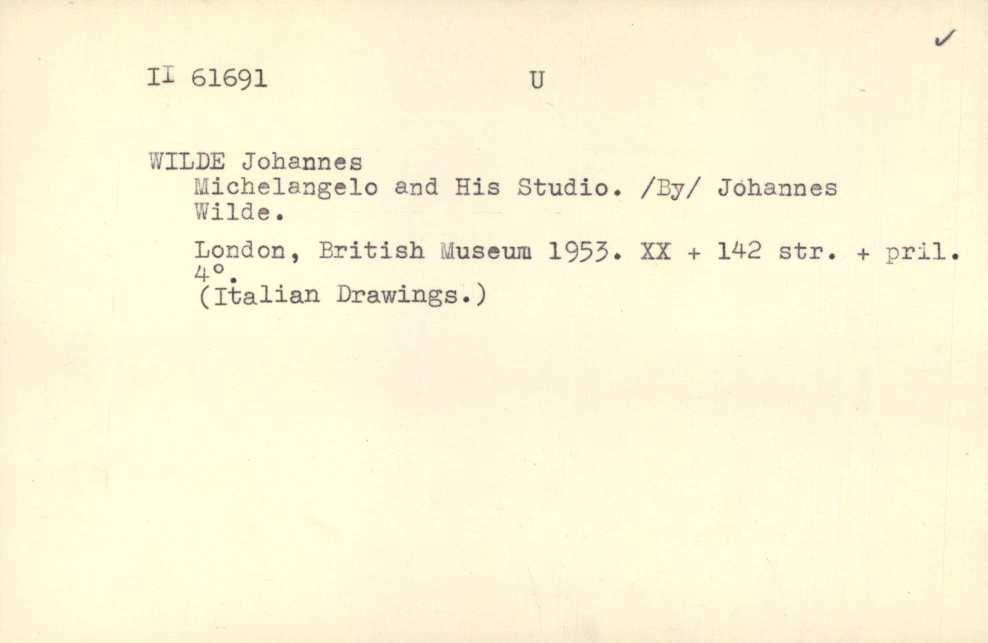 II 61691 U
WILDE Johannes
Michelangelo and His Studio. /By/ Johannes
Wilde.
London, British Museum 1953. XX + 142 str. + pril.
4°.
(Italian Drawings.)